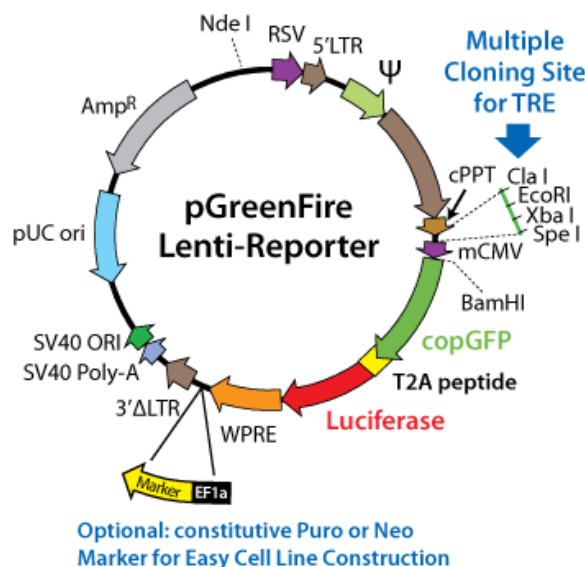 Nde I
RSV
5'LTR
Ψ
Multiple
Cloning Site
for TRE
Amp^R
cPPT
Cla I
EcoRI
Xba I
Spe I
pGreenFire
Lenti-Reporter
pUC ori
mCMV
BamHI
copGFP
SV40 ORI
SV40 Poly-A
T2A peptide
3'ΔLTR
WPRE
Luciferase
Marker
EF1a
Optional: constitutive Puro or Neo
Marker for Easy Cell Line Construction